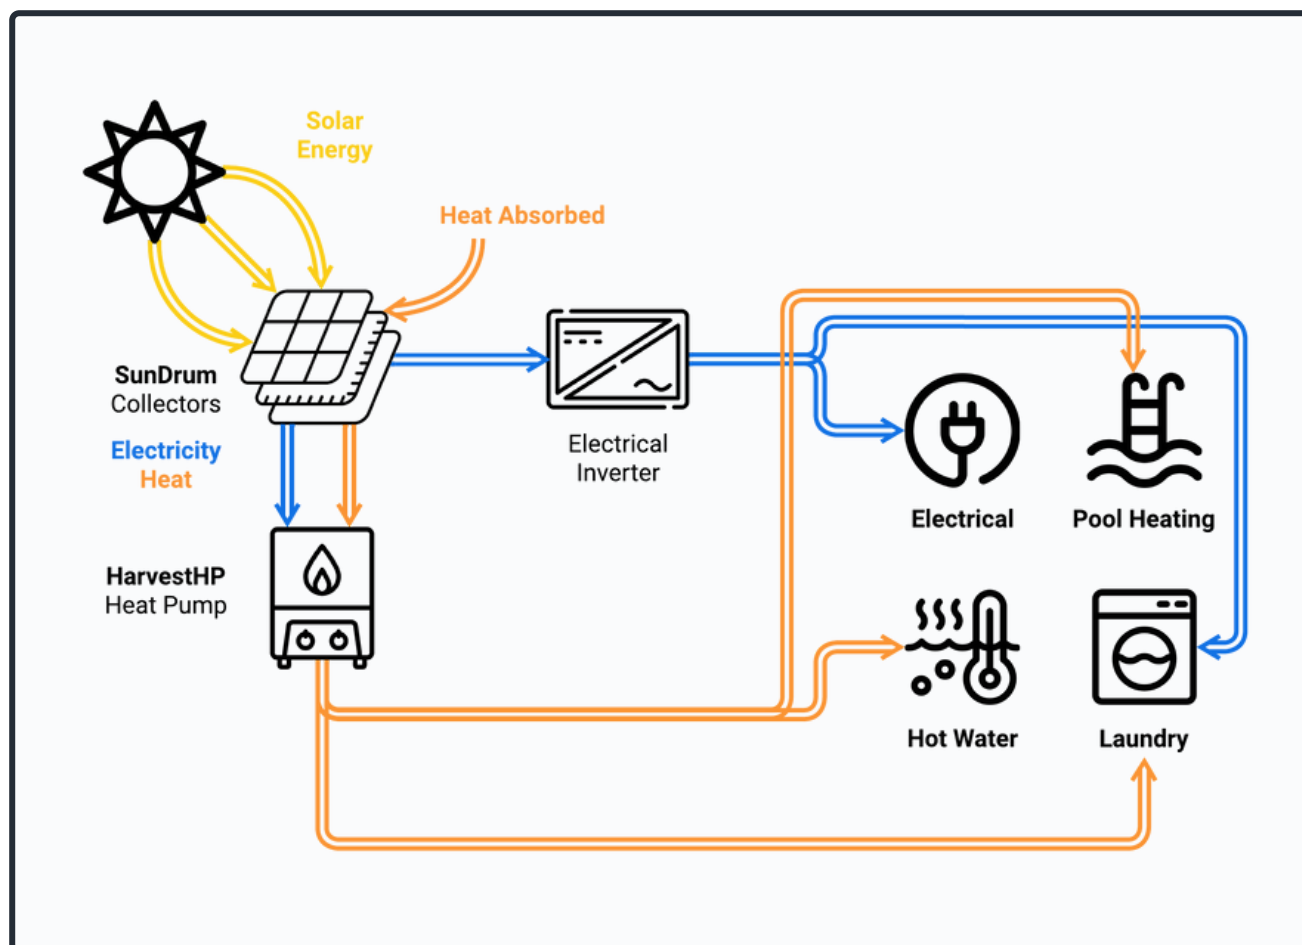 Solar
Energy
Heat Absorbed
SunDrum
Collectors
Electricity
Heat
Electrical
Inverter
Electrical
Pool Heating
HarvestHP
Heat Pump
Hot Water
Laundry